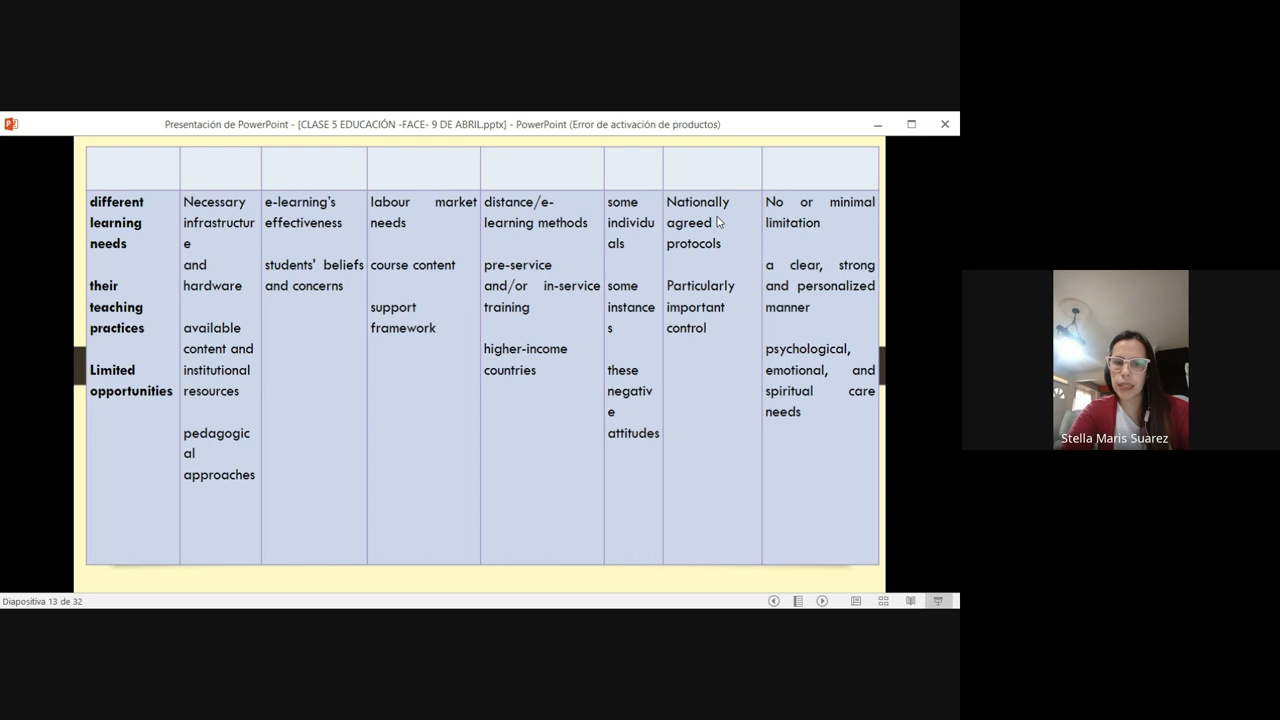 Presentación de PowerPoint - [CLASE 5 EDUCACIÓN -FACE- 9 DE ABRIL.pptx] - PowerPoint (Error de activación de productos)
different
learning
needs
their
teaching
practices
Limited
opportunities
Necessary
infrastructur
e
and
hardware
available
content and
institutional
resources
pedagogic
al
approaches
e-learning's
effectiveness
students' beliefs
and concerns
labour market
needs
course content
support
framework
distance/e-
learning methods
pre-service
and/or in-service
training
higher-income
countries
some
individu
als
some
instance
s
these
negativ
e
attitudes
Nationally
agreed
protocols
Particularly
important
control
No or minimal
limitation
a clear, strong
and personalized
manner
psychological,
emotional, and
spiritual care
needs
Stella Maris Suarez
Diapositiva 13 de 32